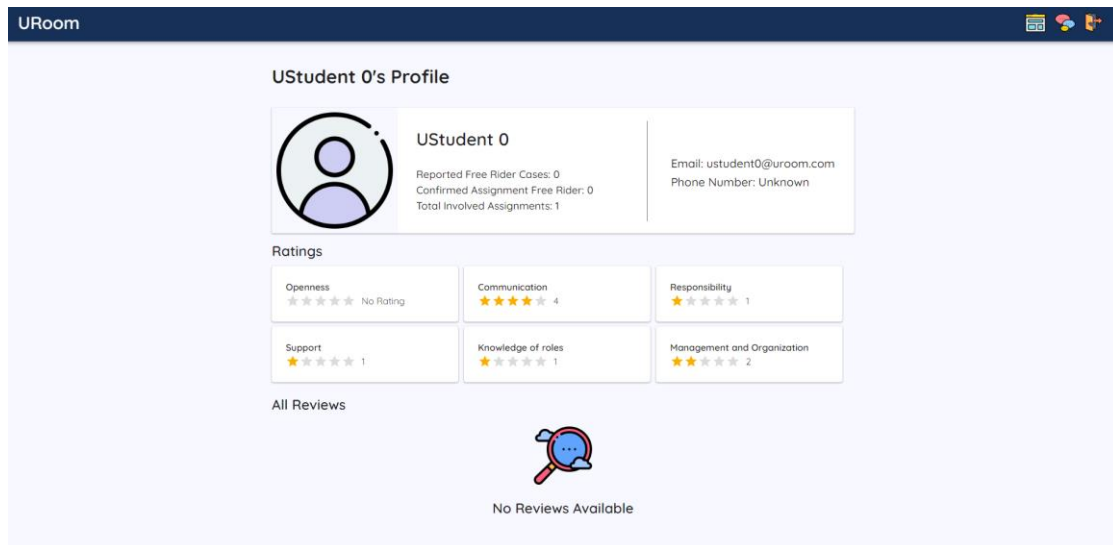 URoom
UStudent 0's Profile
UStudent 0
Reported Free Rider Cases: 0
Confirmed Assignment Free Rider: 0
Total Involved Assignments: 1
Email: ustudent0@uroom.com
Phone Number: Unknown
Ratings
Openness
No Rating
Communication
4
Responsibility
1
Support
1
Knowledge of roles
1
Management and Organization
2
All Reviews
No Reviews Available